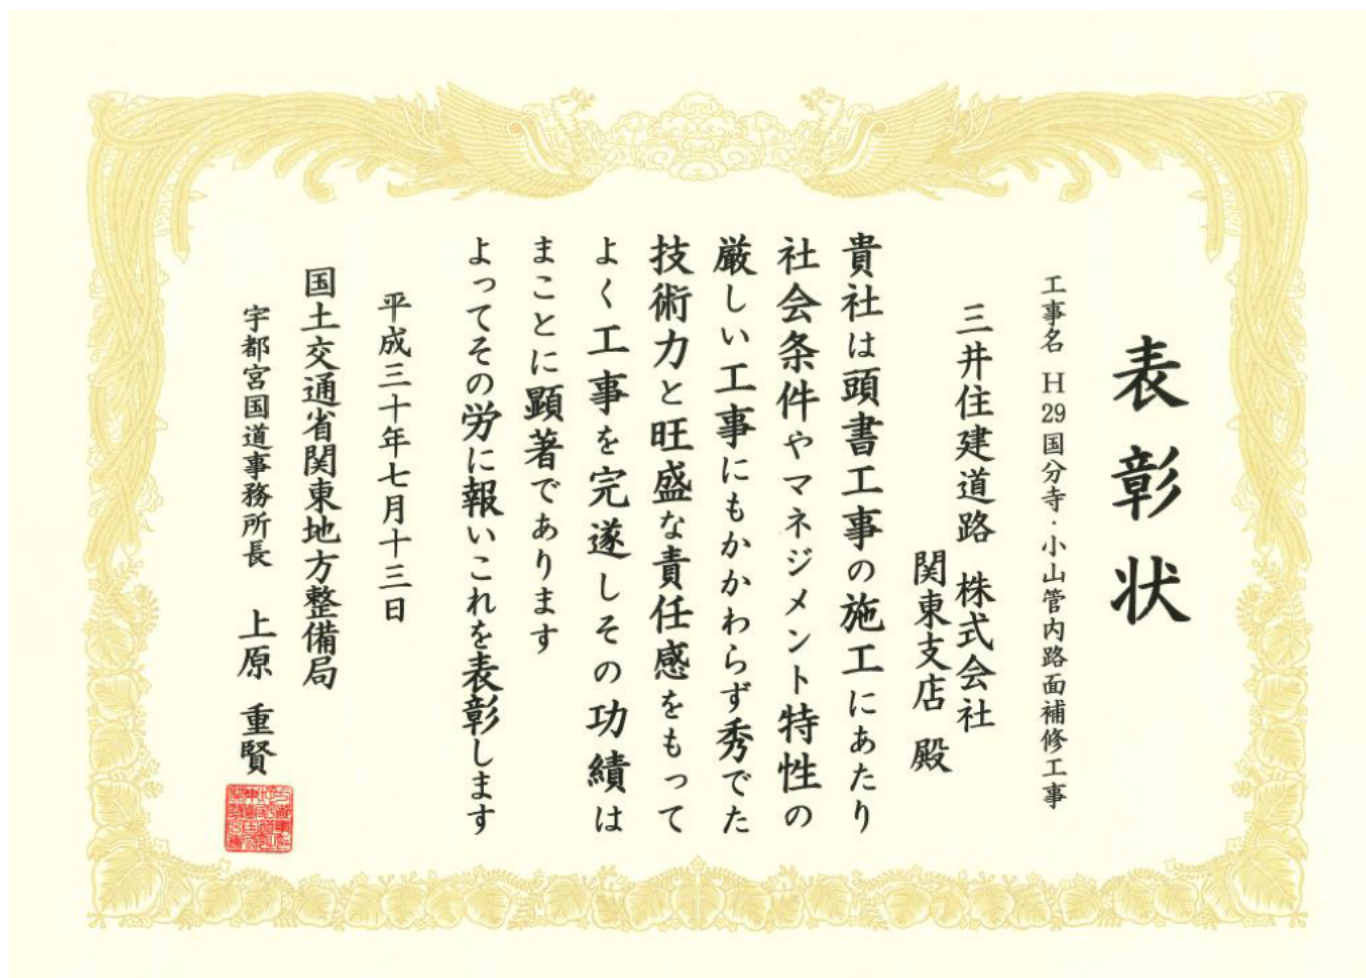 表彰状
工事名 H29国分寺・小山管内路面補修工事
三井住建道路 株式会社
関東支店 殿
貴社は頭書工事の施工にあたり
社会条件やマネジメント特性の
厳しい工事にもかかわらず秀でた
技術力と旺盛な責任感をもって
よく工事を完遂しその功績は
まことに顕著であります
よってその労に報いこれを表彰します
平成三十年七月十三日
国土交通省関東地方整備局
宇都宮国道事務所長 上原 重賢